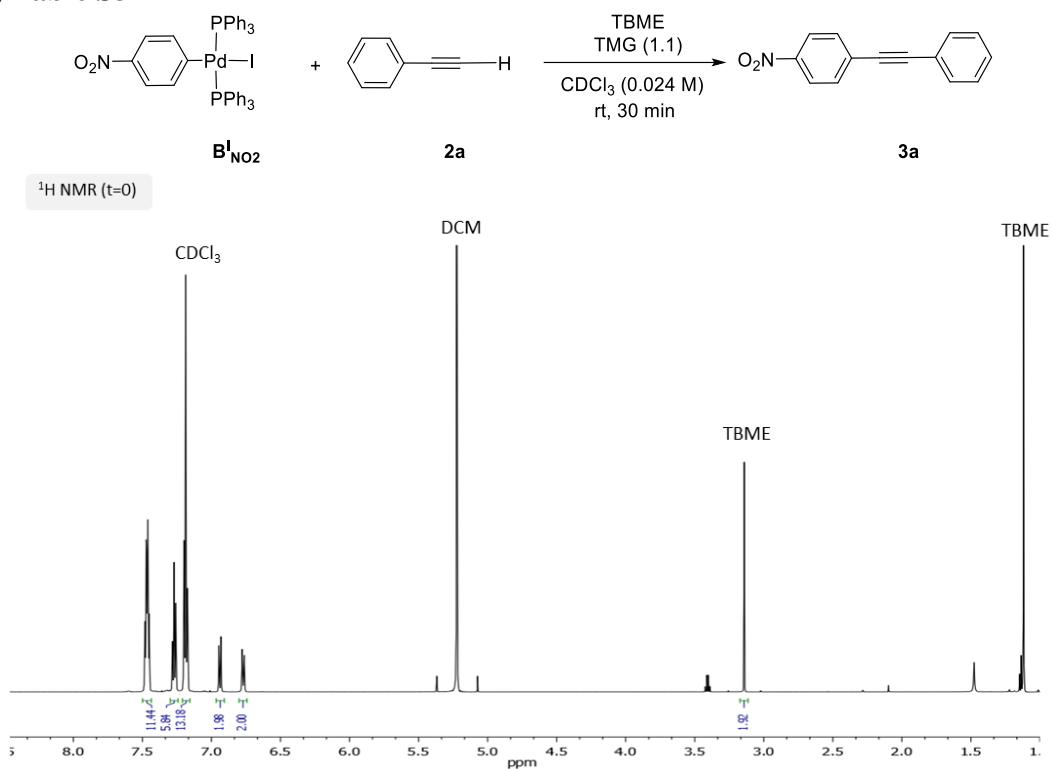 PPh3
O2N
Pd
I
PPh3
+
H
TBME
TMG (1.1)
CDCl3 (0.024 M)
rt, 30 min
O2N
B^I_NO2
2a
3a
1H NMR (t=0)
CDCl3
DCM
TBME
TBME
11.44
5.84
13.18
1.98
2.00
1.92
5 8.0 7.5 7.0 6.5 6.0 5.5 5.0 4.5 4.0 3.5 3.0 2.5 2.0 1.5 1.
ppm